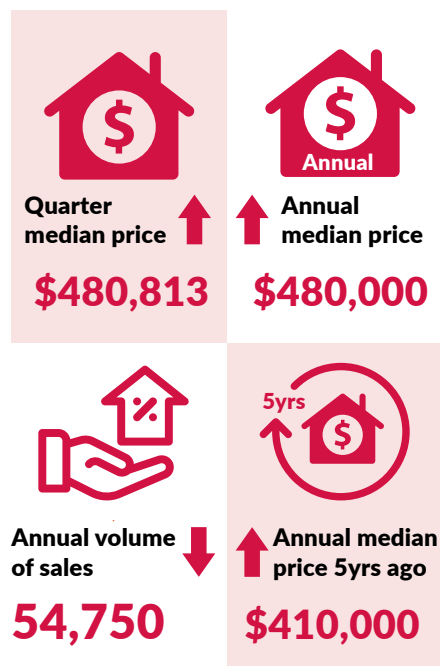 $
$
Annual
Quarter
median price
Annual
median price
$480,813
$480,000
%
5yrs
$
Annual volume
of sales
Annual median
price 5yrs ago
54,750
$410,000